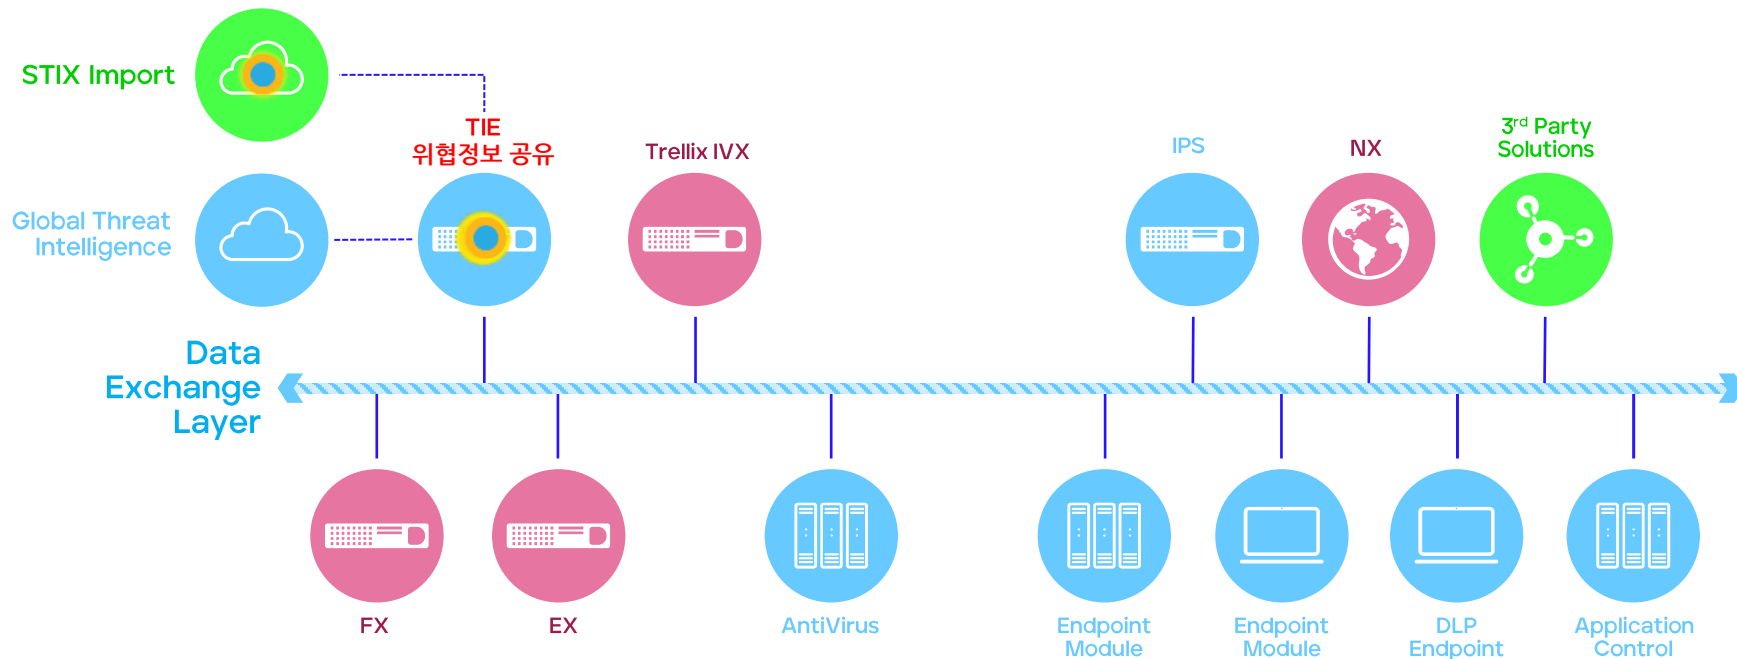 STIX Import
TIE
위협정보 공유
Trellix IVX
IPS
NX
3rd Party
Solutions
Global Threat
Intelligence
Data
Exchange
Layer
FX
EX
AntiVirus
Endpoint
Module
Endpoint
Module
DLP
Endpoint
Application
Control